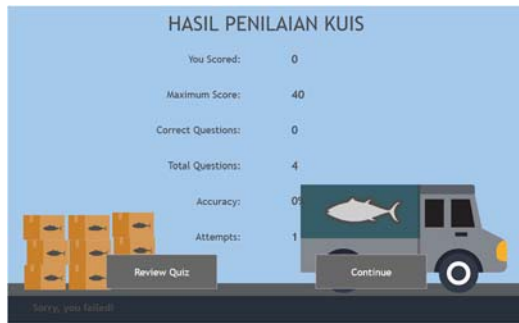 HASIL PENILAIAN KUIS
You Scored: 0
Maximum Score: 40
Correct Questions: 0
Total Questions: 4
Accuracy: 0%
Attempts: 1
Review Quiz
Continue
Sorry, you failed!